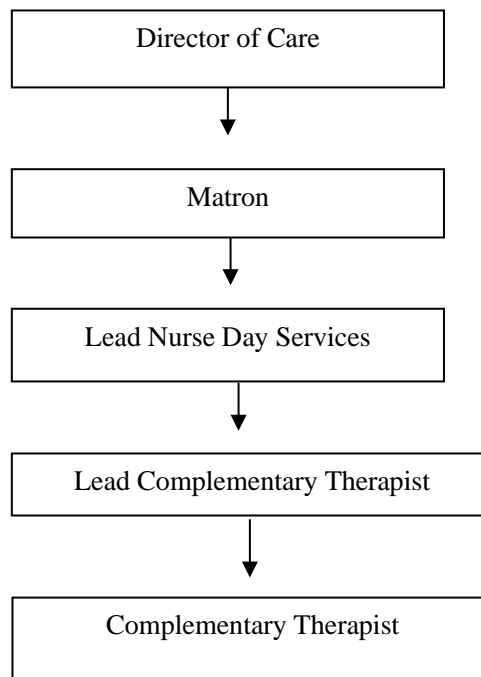 Director of Care
Matron
Lead Nurse Day Services
Lead Complementary Therapist
Complementary Therapist